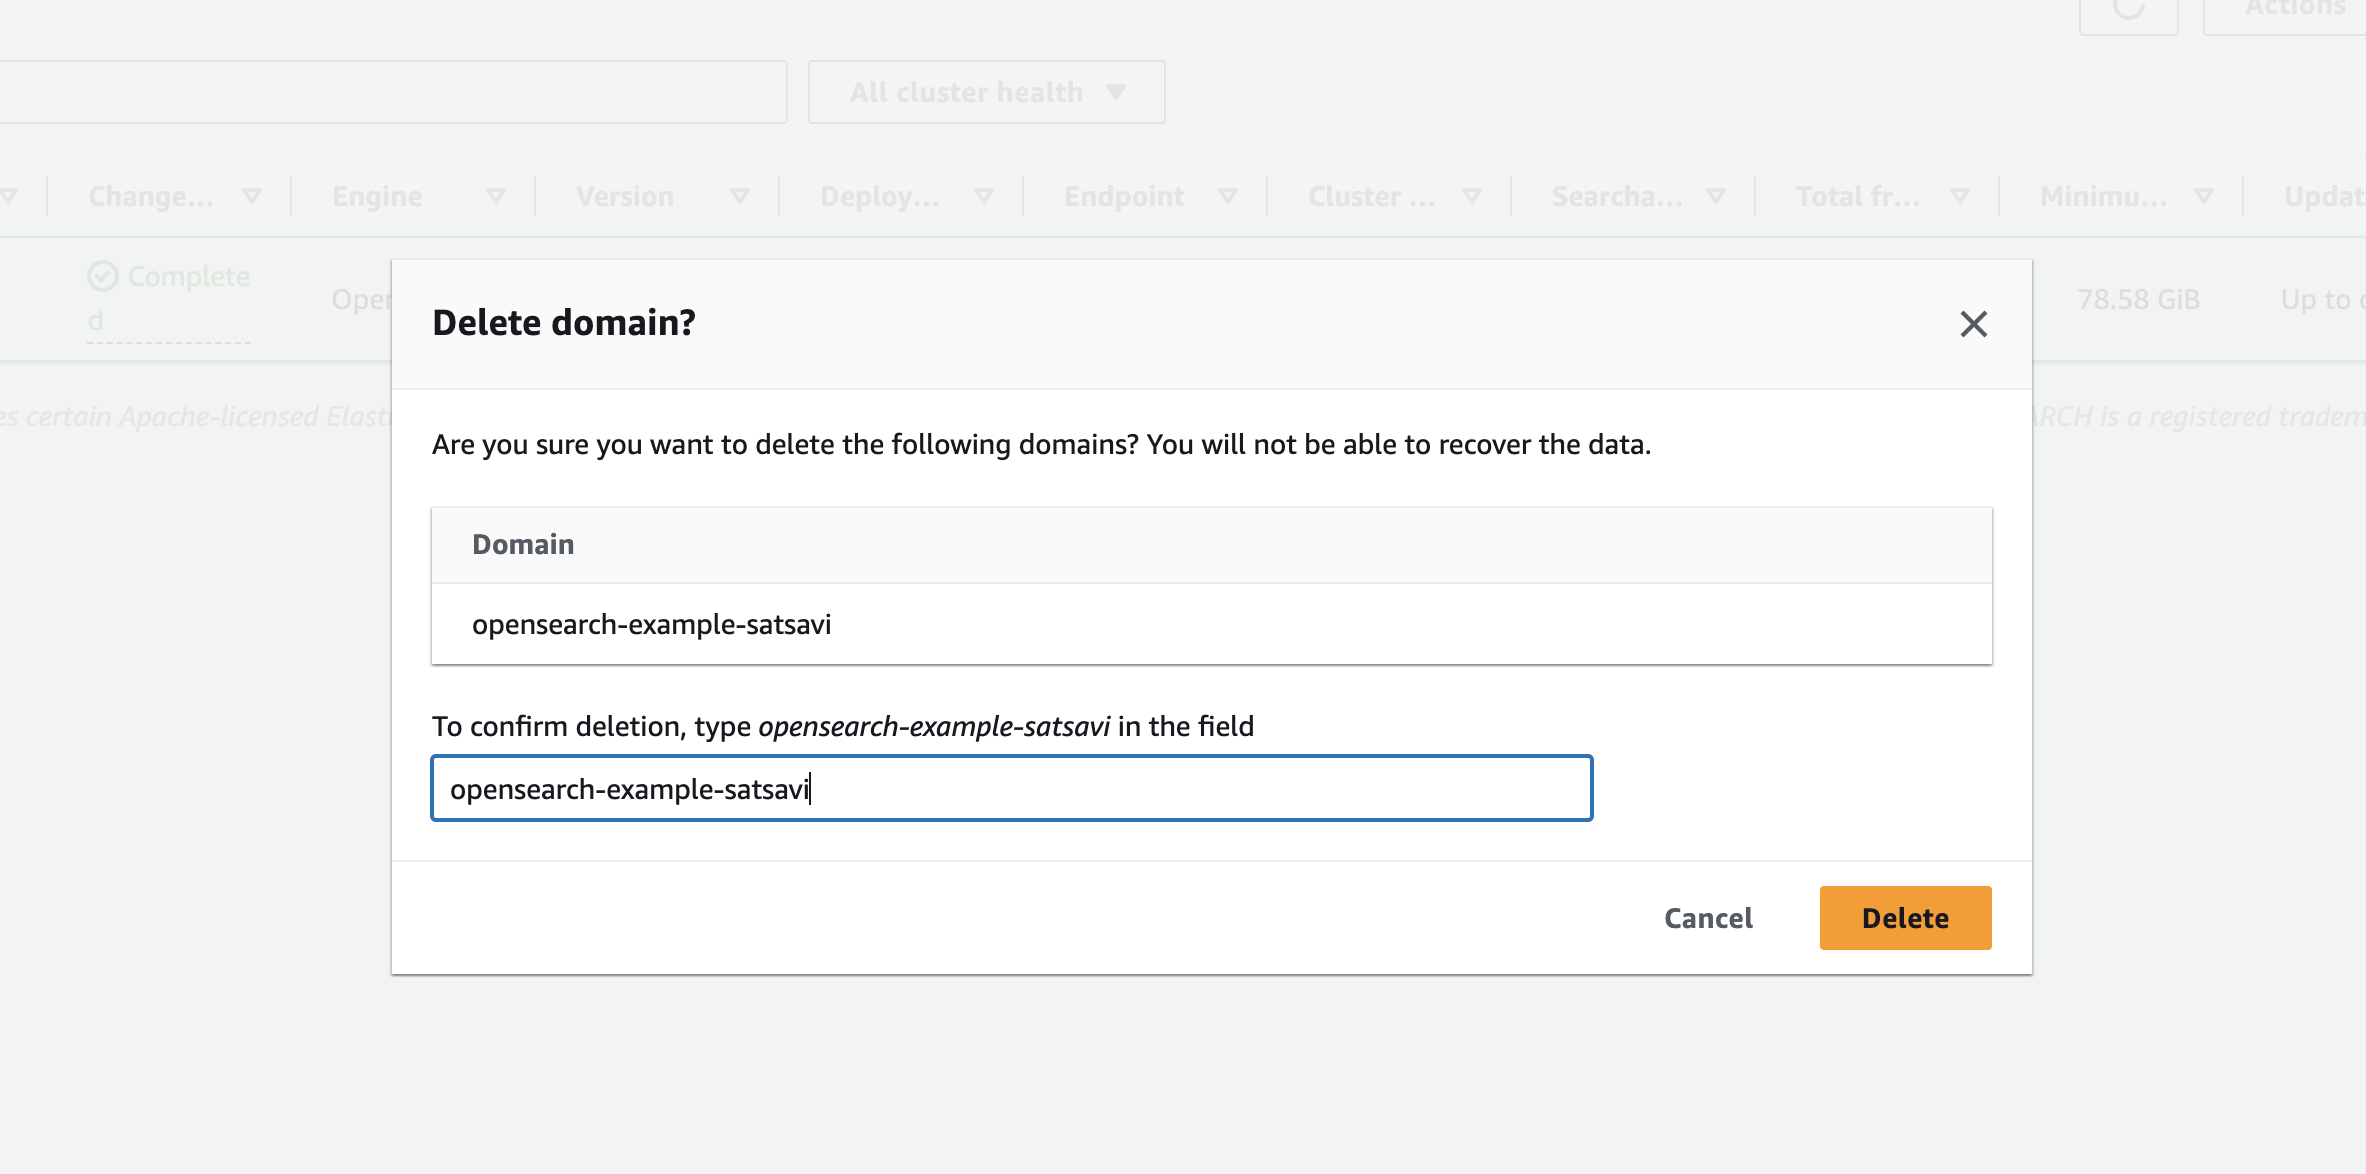 Actions
All cluster health
Change... Engine Version Deploy... Endpoint Cluster ... Searcha... Total fr... Minimu... Updat
Complete
d
Oper
78.58 GiB
Up to
es certain Apache-licensed Elast
ARCH is a registered tradem
Delete domain?
Are you sure you want to delete the following domains? You will not be able to recover the data.
Domain
opensearch-example-satsavi
To confirm deletion, type opensearch-example-satsavi in the field
opensearch-example-satsavi
Cancel
Delete